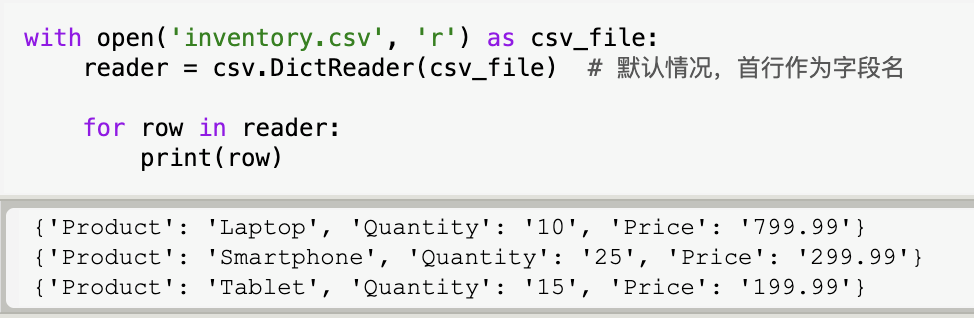 with open('inventory.csv', 'r') as csv_file:
    reader = csv.DictReader(csv_file)  # 默认情况，首行作为字段名

    for row in reader:
        print(row)

{'Product': 'Laptop', 'Quantity': '10', 'Price': '799.99'}
{'Product': 'Smartphone', 'Quantity': '25', 'Price': '299.99'}
{'Product': 'Tablet', 'Quantity': '15', 'Price': '199.99'}